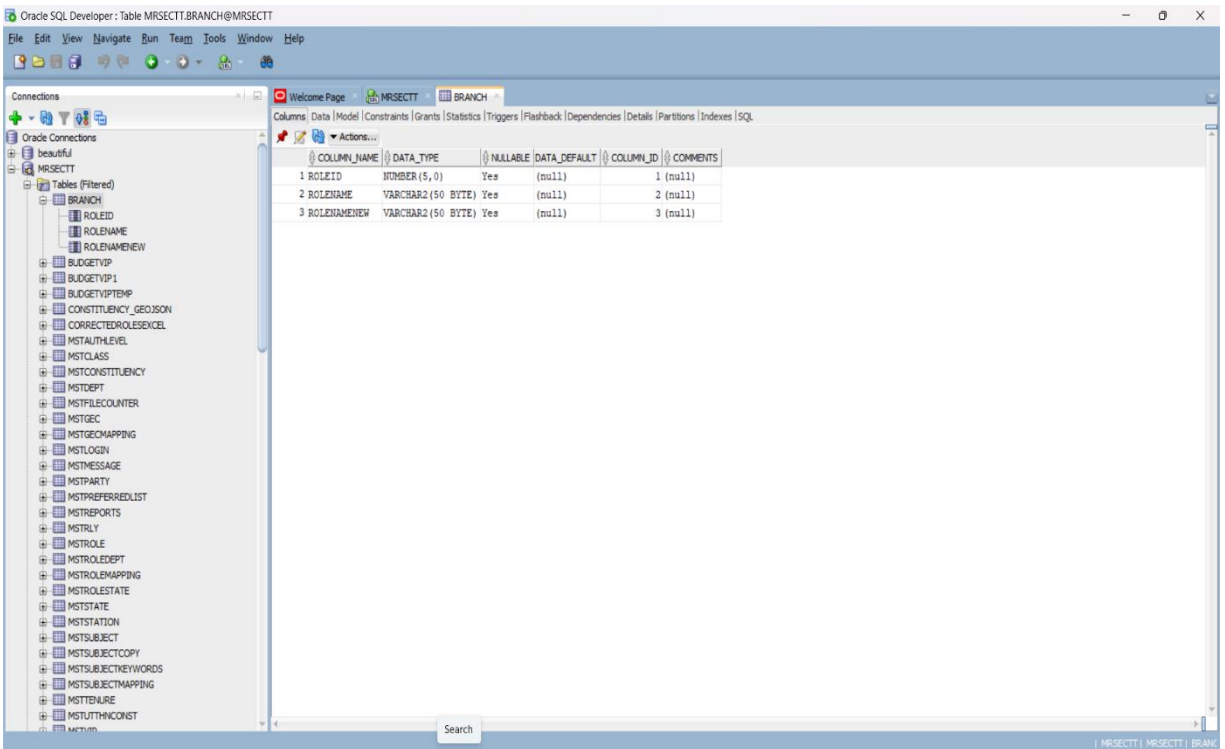 Oracle SQL Developer : Table MRSECTT.BRANCH@MRSECTT
File Edit View Navigate Run Team Tools Window Help
Connections
Welcome Page MRSECTT BRANCH
Columns Data |Model |Constraints |Grants |Statistics |Triggers |Flashback |Dependencies |Details |Partitions |Indexes |SQL
Actions...
COLUMN_NAME DATA_TYPE NULLABLE DATA_DEFAULT COLUMN_ID COMMENTS
1 ROLEID NUMBER(5,0) Yes (null) 1 (null)
2 ROLENAME VARCHAR2(50 BYTE) Yes (null) 2 (null)
3 ROLENAMENEW VARCHAR2(50 BYTE) Yes (null) 3 (null)
Oracle Connections
beautiful
MRSECTT
Tables (Filtered)
BRANCH
ROLEID
ROLENAME
ROLENAMENEW
BUDGETVIP
BUDGETVIP1
BUDGETVIPTEMP
CONSTITUENCY_GEOJSON
CORRECTEDROLESEXCEL
MSTAUTHLEVEL
MSTCLASS
MSTCONSTITUENCY
MSTDEPT
MSTFILECOUNTER
MSTGEC
MSTGECMAPPING
MSTLOGIN
MSTMESSAGE
MSTPARTY
MSTPREFERREDLIST
MSTREPORTS
MSTRLY
MSTROLE
MSTROLEDEPT
MSTROLEMAPPING
MSTROLESTATE
MSTSTATE
MSTSTATION
MSTSUBJECT
MSTSUBJECTCOPY
MSTSUBJECTKEYWORDS
MSTSUBJECTMAPPING
MSTTENURE
MSTUTTHNCONST
Search
| MRSECTT | MRSECTT | BRANC